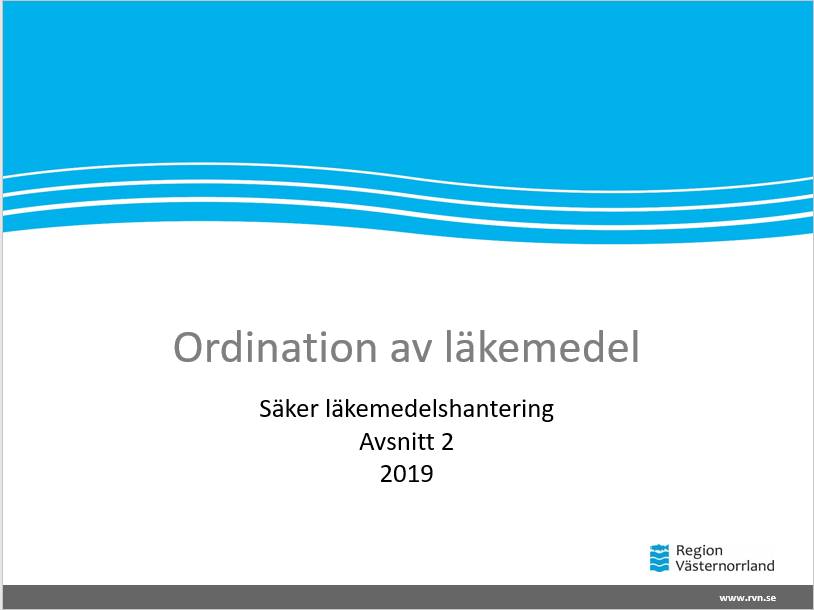 Ordination av läkemedel
Säker läkemedelshantering
Avsnitt 2
2019
Region
Västernorrland
www.rvn.se